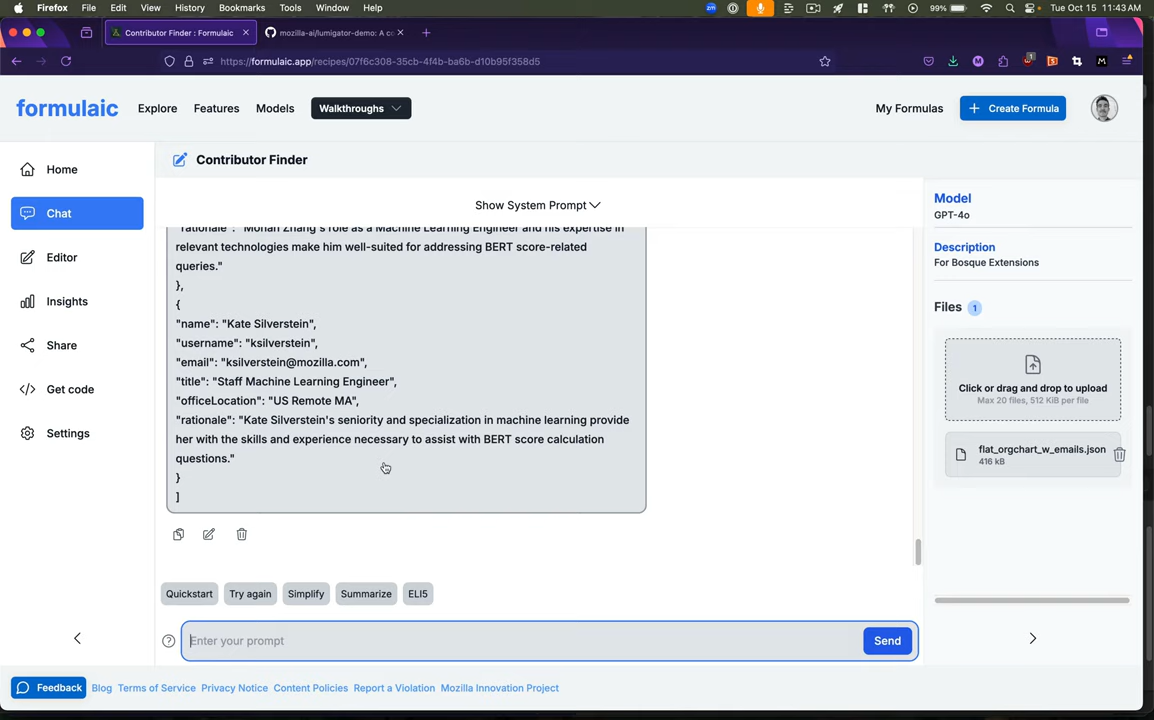 Firefox File Edit View History Bookmarks Tools Window Help
99% Tue Oct 15 11:43 AM
Contributor Finder : Formulaic
mozilla-ai/lumigator-demo: A c
https://formulaic.app/recipes/07f6c308-35cb-4f4b-ba6b-d10b95f358d5
formulaic
Explore
Features
Models
Walkthroughs
My Formulas
+ Create Formula
Home
Chat
Editor
Insights
Share
Get code
Settings
Contributor Finder
Show System Prompt
"rationale": "Mohan Zhang's role as a Machine Learning Engineer and his expertise in
relevant technologies make him well-suited for addressing BERT score-related
queries."
},
{
"name": "Kate Silverstein",
"username": "ksilverstein",
"email": "ksilverstein@mozilla.com",
"title": "Staff Machine Learning Engineer",
"officeLocation": "US Remote MA",
"rationale": "Kate Silverstein's seniority and specialization in machine learning provide
her with the skills and experience necessary to assist with BERT score calculation
questions."
}
]
Quickstart
Try again
Simplify
Summarize
ELI5
Enter your prompt
Send
Model
GPT-4o
Description
For Bosque Extensions
Files 1
Click or drag and drop to upload
Max 20 files, 512 KiB per file
flat_orgchart_w_emails.json
416 kB
Feedback
Blog
Terms of Service
Privacy Notice
Content Policies
Report a Violation
Mozilla Innovation Project